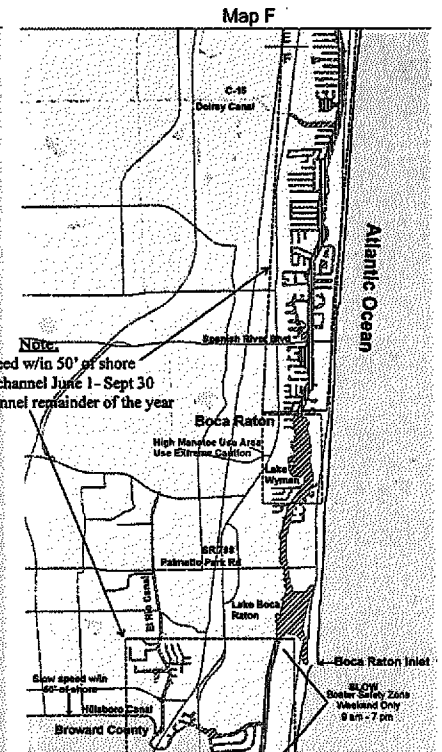 Map F
C-15
Delray Canal
Atlantic Ocean
Note:
eed w/in 50' of shore
channel June 1- Sept 30
nnel remainder of the year
Spanish River Blvd
Boca Raton
High Manatee Use Area
Use Extreme Caution
Lake
Wyman
SR 798
Palmetto Park Rd
El Rio Canal
Lake Boca
Raton
Boca Raton Inlet
Slow speed w/in
50' of shore
SLOW
Boater Safety Zone
Weekend Only
9 am - 7 pm
Hillsboro Canal
Broward County